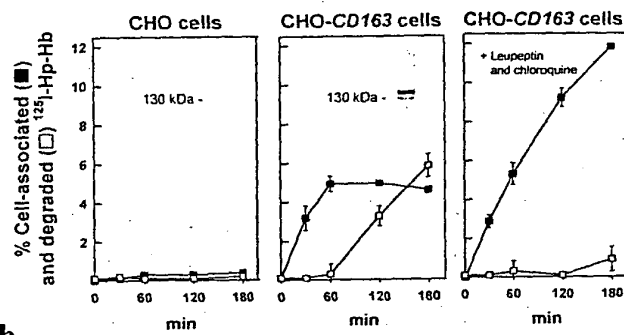 CHO cells
CHO-CD163 cells
CHO-CD163 cells
% Cell-associated (■)
and degraded (□) ¹²⁵I-Hp-Hb
12
10
8
6
4
2
130 kDa -
130 kDa -
+ Leupeptin
and chloroquine
0 60 120 180
0 60 120 180
0 60 120 180
min
min
min
b